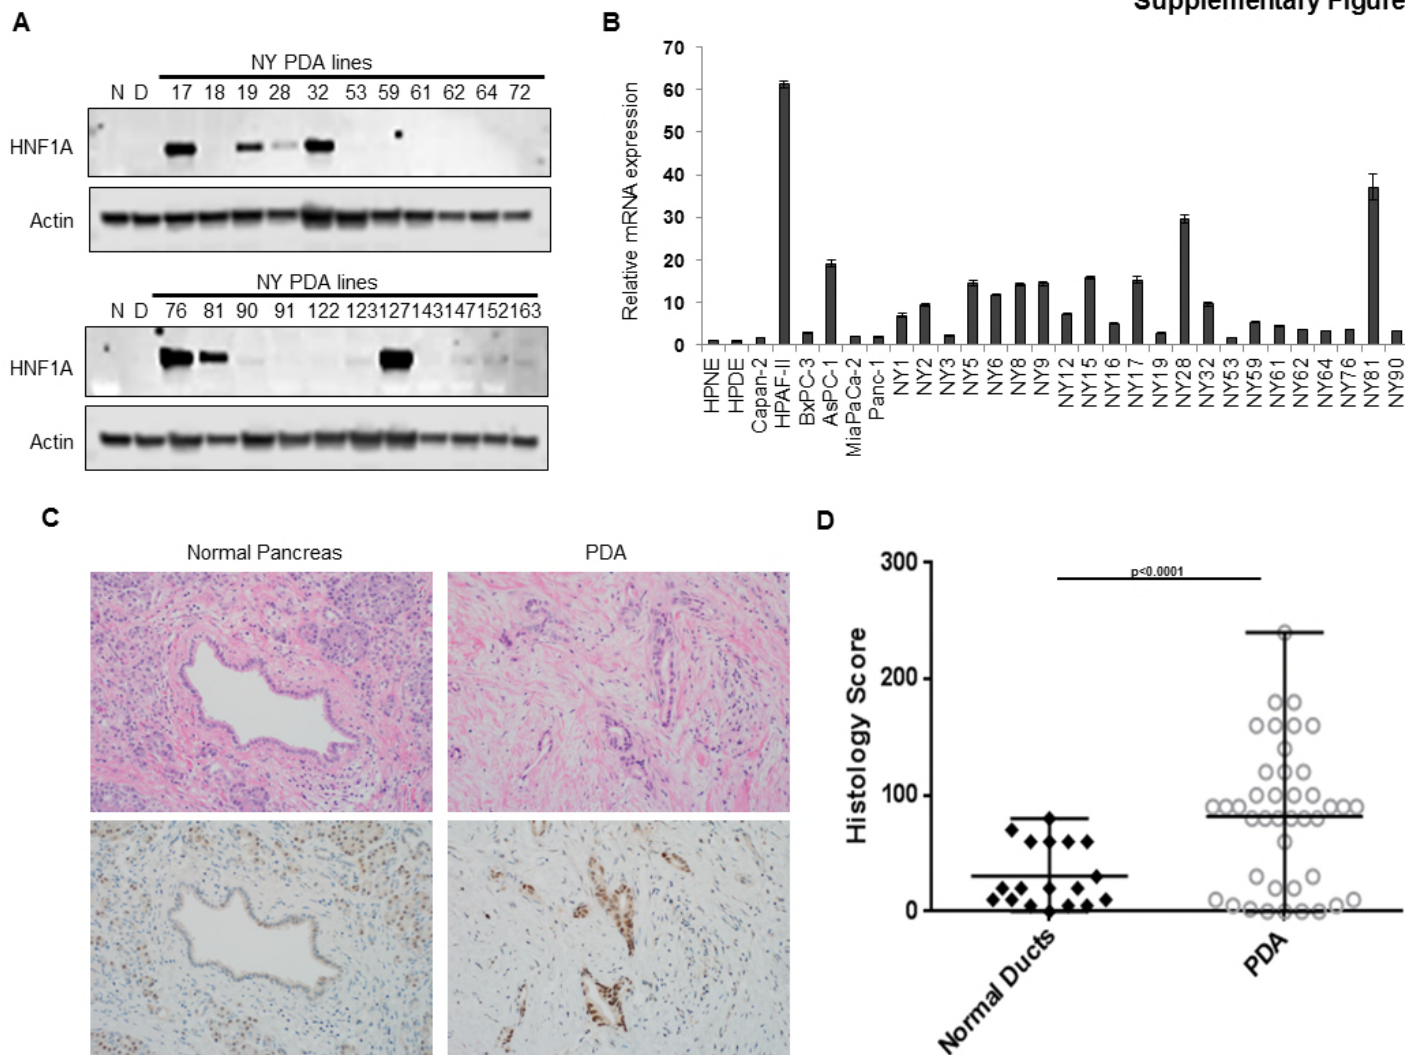 Supplementary Figure
A
NY PDA lines
N D 17 18 19 28 32 53 59 61 62 64 72
HNF1A
Actin
NY PDA lines
N D 76 81 90 91 122 123 127 143 147 152 163
HNF1A
Actin
B
Relative mRNA expression
70
60
50
40
30
20
10
0
HPNE
HPDE
Capan-2
HPAF-II
BxPC-3
AsPC-1
MiaPaCa-2
Panc-1
NY1
NY2
NY3
NY5
NY6
NY8
NY9
NY12
NY15
NY16
NY17
NY19
NY28
NY32
NY53
NY59
NY61
NY62
NY64
NY76
NY81
NY90
C
Normal Pancreas
PDA
D
Histology Score
300
200
100
0
p<0.0001
Normal Ducts
PDA